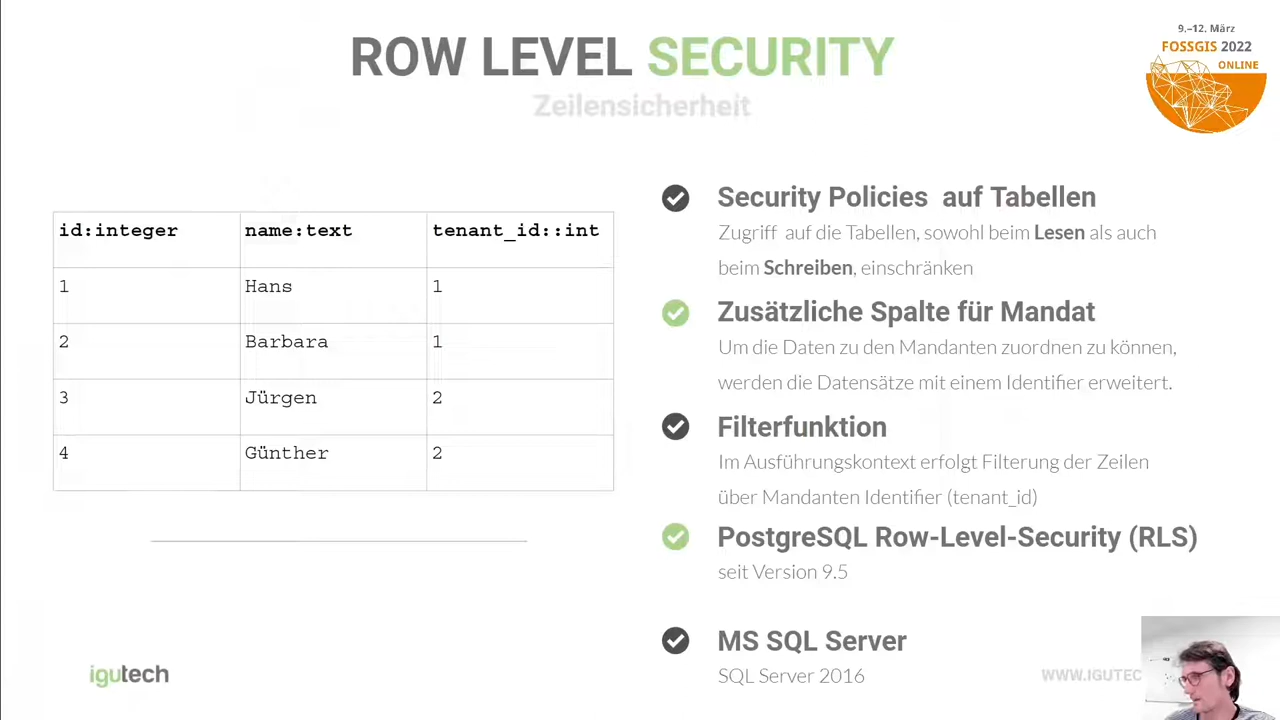 ROW LEVEL SECURITY
Zeilensicherheit
9.–12. März
FOSSGIS 2022
ONLINE
id:integer name:text tenant_id::int
1 Hans 1
2 Barbara 1
3 Jürgen 2
4 Günther 2
Security Policies auf Tabellen
Zugriff auf die Tabellen, sowohl beim Lesen als auch
beim Schreiben, einschränken
Zusätzliche Spalte für Mandat
Um die Daten zu den Mandanten zuordnen zu können,
werden die Datensätze mit einem Identifier erweitert.
Filterfunktion
Im Ausführungskontext erfolgt Filterung der Zeilen
über Mandanten Identifier (tenant_id)
PostgreSQL Row-Level-Security (RLS)
seit Version 9.5
MS SQL Server
SQL Server 2016
igutech
WWW.IGUTEC